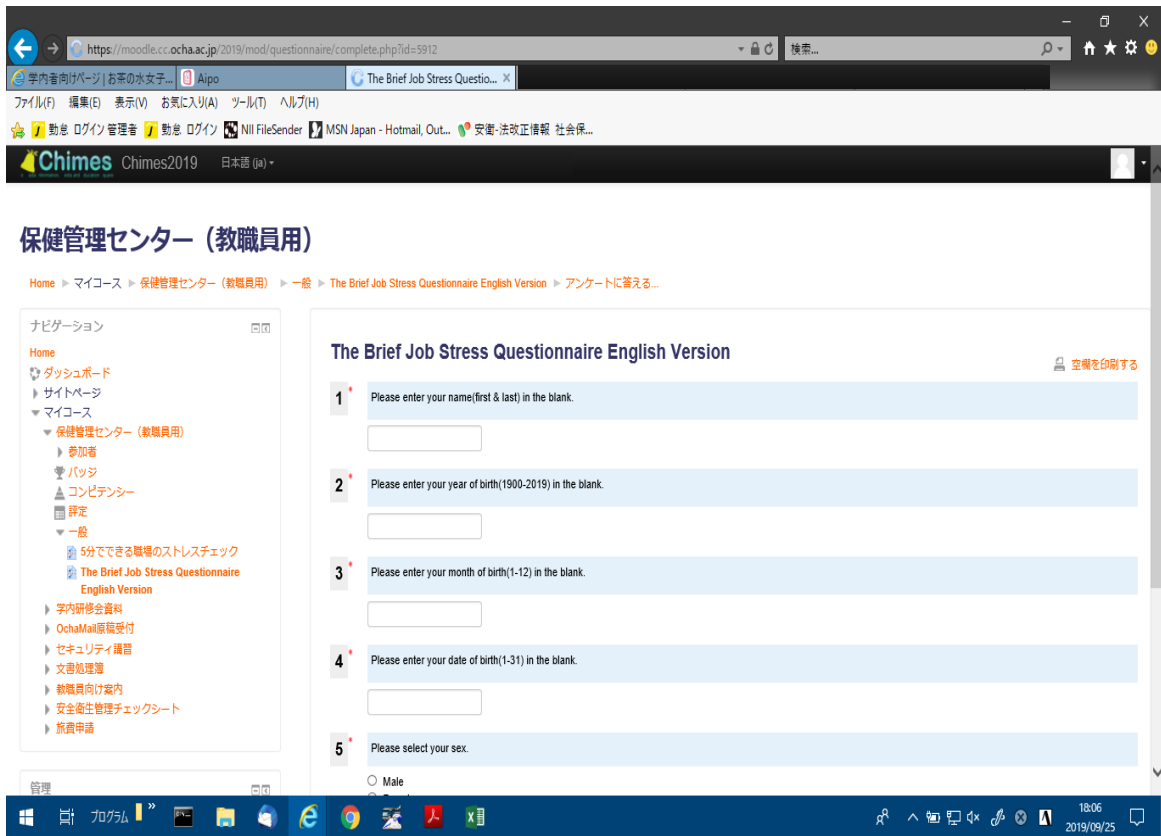 https://moodle.cc.ocha.ac.jp/2019/mod/questionnaire/complete.php?id=5912
検索...
学内者向けページ | お茶の水女子...
Aipo
The Brief Job Stress Questio...
ファイル(F) 編集(E) 表示(V) お気に入り(A) ツール(T) ヘルプ(H)
勤怠 ログイン 管理者 勤怠 ログイン NII FileSender MSN Japan - Hotmail, Out... 安衛-法改正情報 社会保...
Chimes Chimes2019 日本語 (ja)
保健管理センター（教職員用）
Home マイコース 保健管理センター（教職員用） 一般 The Brief Job Stress Questionnaire English Version アンケートに答える...
ナビゲーション
Home
ダッシュボード
サイトページ
マイコース
保健管理センター（教職員用）
参加者
バッジ
コンピテンシー
評定
一般
5分でできる職場のストレスチェック
The Brief Job Stress Questionnaire
English Version
学内研修会資料
OchaMail原稿受付
セキュリティ講習
文書処理簿
教職員向け案内
安全衛生管理チェックシート
旅費申請
管理
The Brief Job Stress Questionnaire English Version
空欄を印刷する
1 * Please enter your name(first & last) in the blank.
2 * Please enter your year of birth(1900-2019) in the blank.
3 * Please enter your month of birth(1-12) in the blank.
4 * Please enter your date of birth(1-31) in the blank.
5 * Please select your sex.
Male
プログラム
18:06
2019/09/25